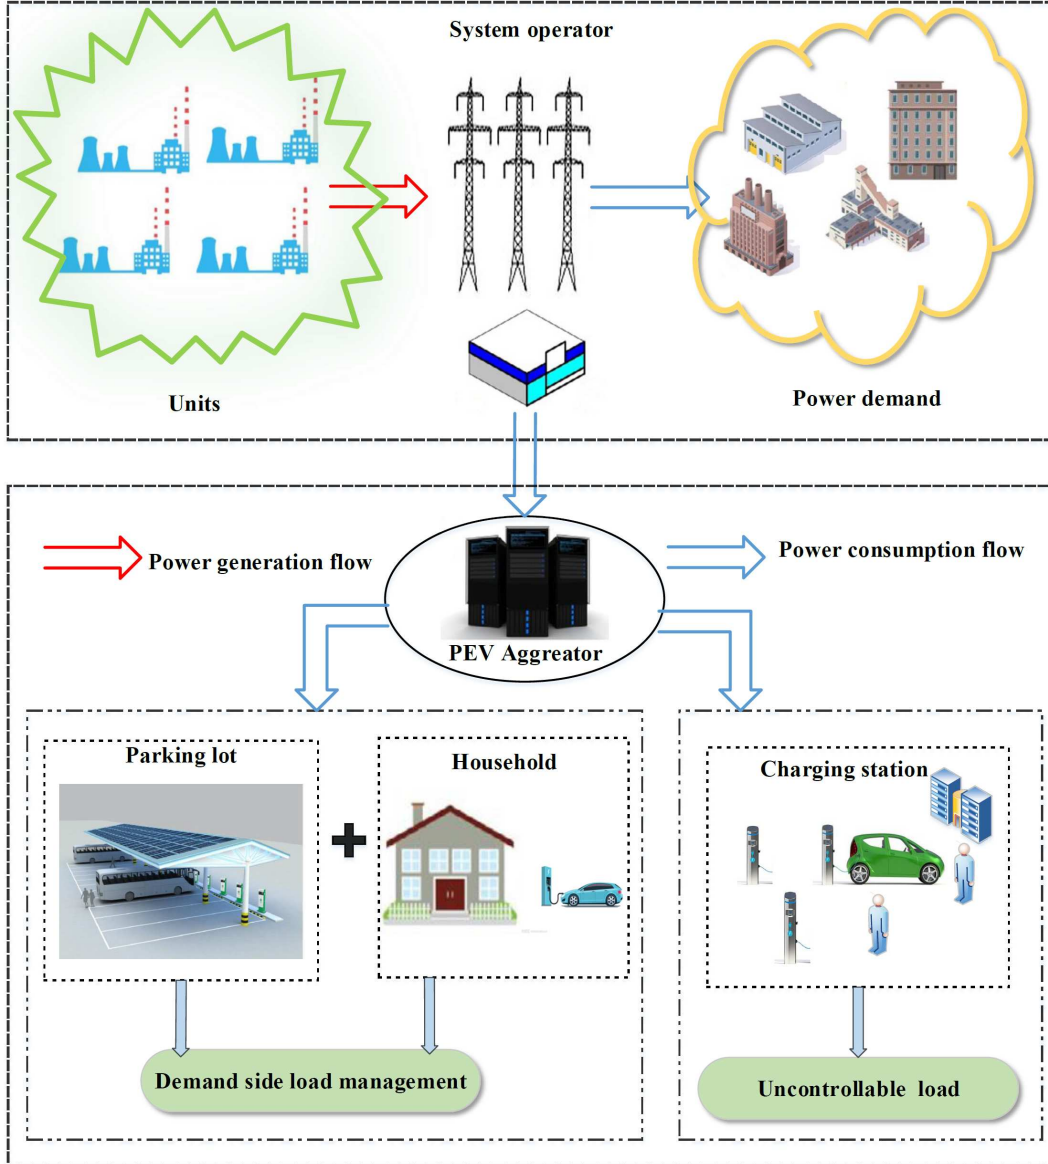 System operator
Units
Power demand
Power generation flow
Power consumption flow
PEV Aggreator
Parking lot
Household
Charging station
Demand side load management
Uncontrollable load